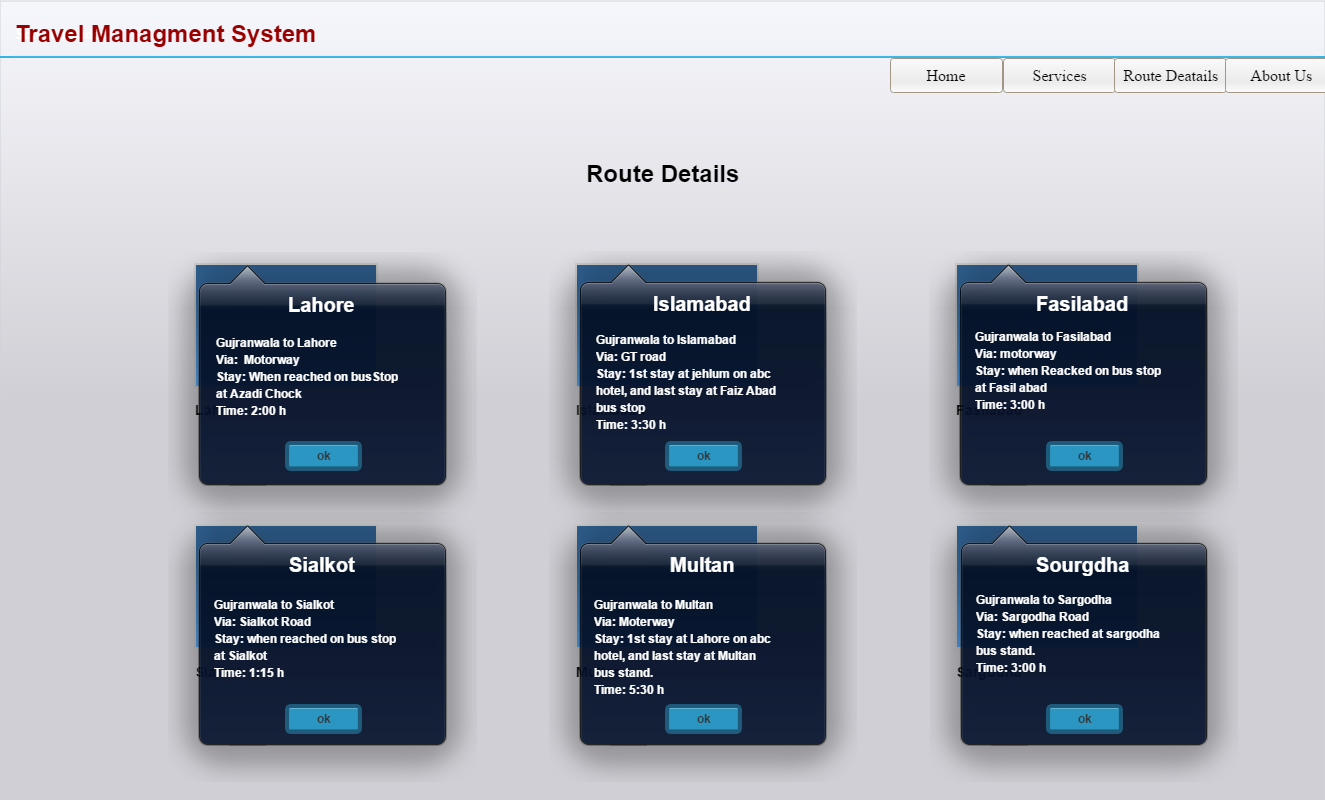 Travel Managment System
Home
Services
Route Deatails
About Us
Route Details
Lahore
Gujranwala to Lahore
Via: Motorway
Stay: When reached on busStop
at Azadi Chock
Time: 2:00 h
ok
Islamabad
Gujranwala to Islamabad
Via: GT road
Stay: 1st stay at jehlum on abc
hotel, and last stay at Faiz Abad
bus stop
Time: 3:30 h
ok
Fasilabad
Gujranwala to Fasilabad
Via: motorway
Stay: when Reacked on bus stop
at Fasil abad
Time: 3:00 h
ok
Sialkot
Gujranwala to Sialkot
Via: Sialkot Road
Stay: when reached on bus stop
at Sialkot
Time: 1:15 h
ok
Multan
Gujranwala to Multan
Via: Moterway
Stay: 1st stay at Lahore on abc
hotel, and last stay at Multan
bus stand.
Time: 5:30 h
ok
Sourgdha
Gujranwala to Sargodha
Via: Sargodha Road
Stay: when reached at sargodha
bus stand.
Time: 3:00 h
ok